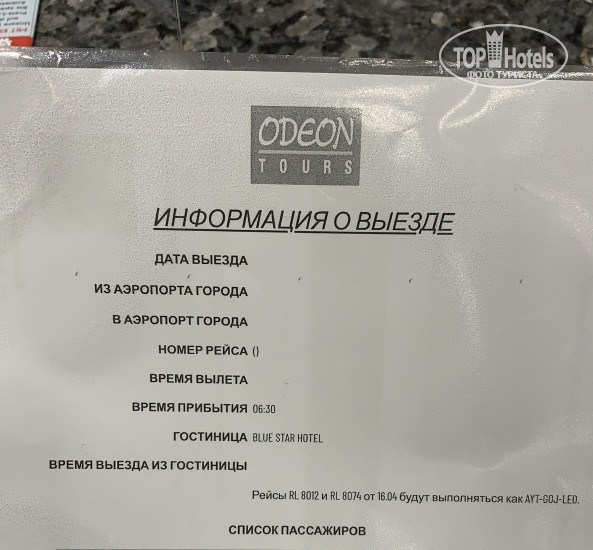 TOP Hotels
ФОТО ТУРИСТА
ODEON
TOURS
ИНФОРМАЦИЯ О ВЫЕЗДЕ
ДАТА ВЫЕЗДА
ИЗ АЭРОПОРТА ГОРОДА
В АЭРОПОРТ ГОРОДА
НОМЕР РЕЙСА ()
ВРЕМЯ ВЫЛЕТА
ВРЕМЯ ПРИБЫТИЯ 06:30
ГОСТИНИЦА BLUE STAR HOTEL
ВРЕМЯ ВЫЕЗДА ИЗ ГОСТИНИЦЫ
Рейсы RL 8012 и RL 8074 от 16.04 будут выполняться как AYT-GOJ-LED.
СПИСОК ПАССАЖИРОВ